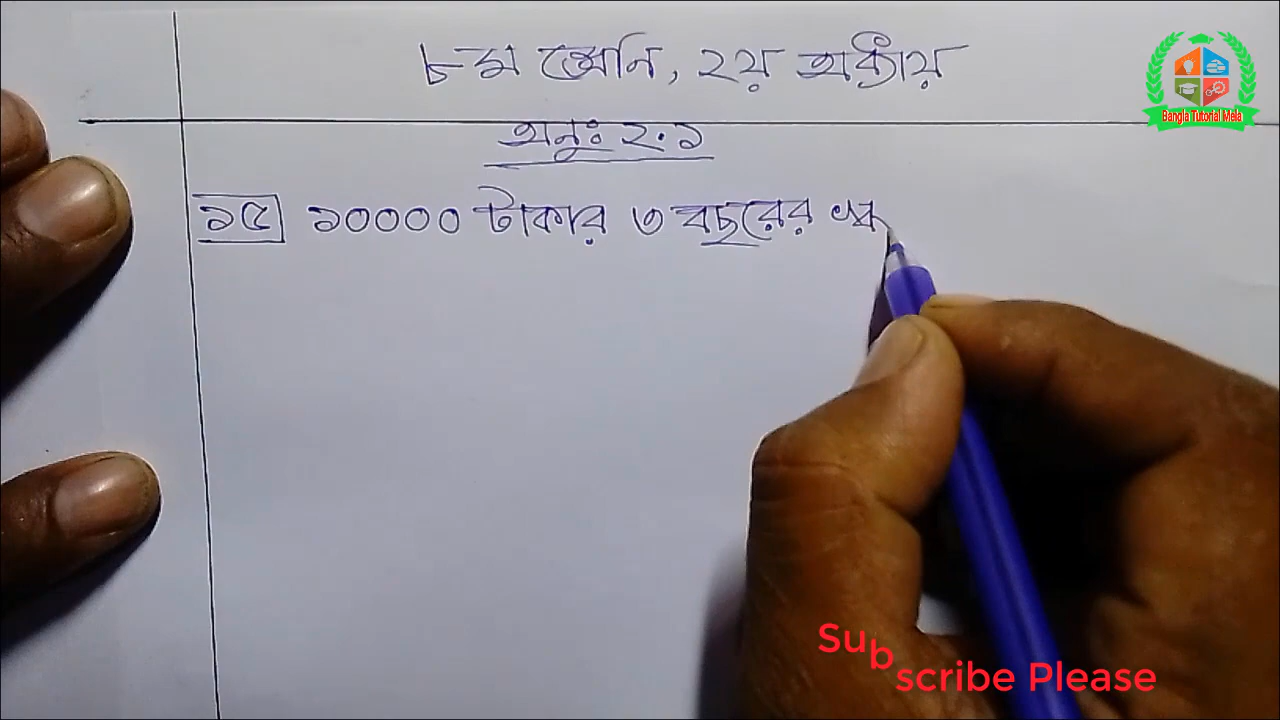 ৮ম শ্রেনি, ২য় অধ্যায়
Bangla Tutorial Mela
অনুঃ ২.১
১৫ ১০০০০ টাকার ৩ বছরের
Subscribe Please